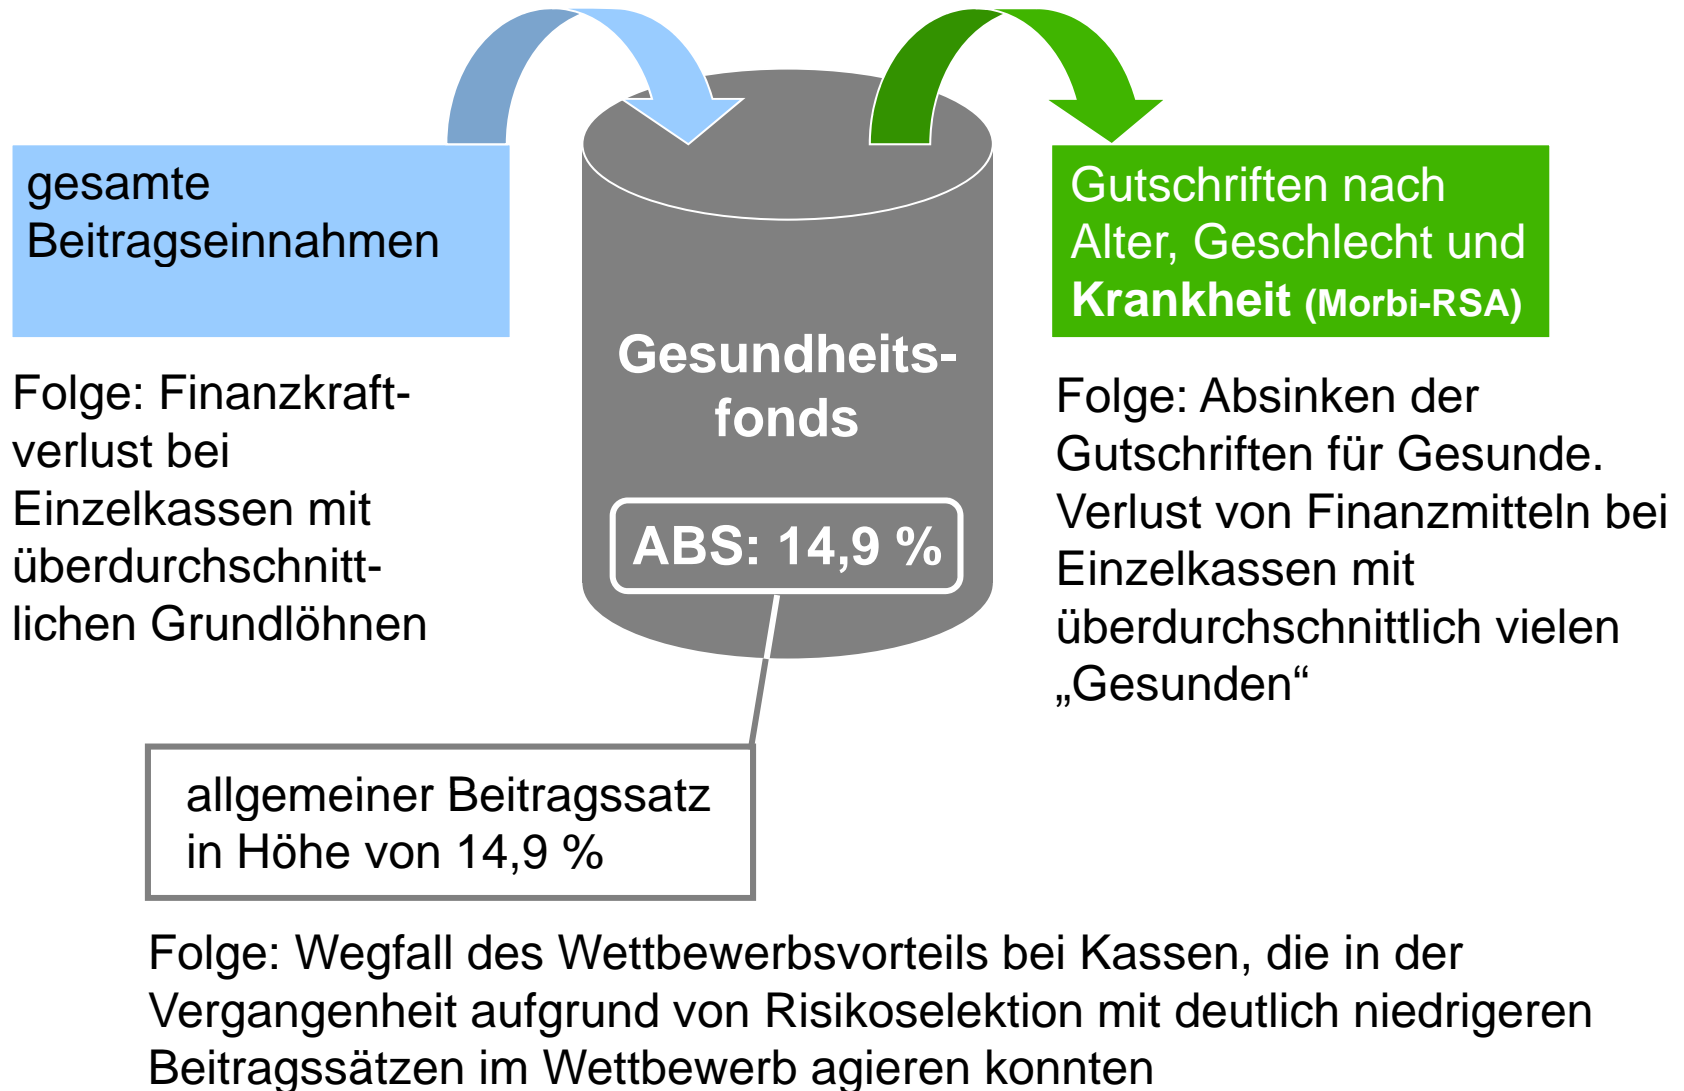 gesamte
Beitragseinnahmen
Folge: Finanzkraft-
verlust bei
Einzelkassen mit
überdurchschnitt-
lichen Grundlöhnen
Gesundheits-
fonds
ABS: 14,9 %
Gutschriften nach
Alter, Geschlecht und
Krankheit (Morbi-RSA)
Folge: Absinken der
Gutschriften für Gesunde.
Verlust von Finanzmitteln bei
Einzelkassen mit
überdurchschnittlich vielen
„Gesunden“
allgemeiner Beitragssatz
in Höhe von 14,9 %
Folge: Wegfall des Wettbewerbsvorteils bei Kassen, die in der
Vergangenheit aufgrund von Risikoselektion mit deutlich niedrigeren
Beitragssätzen im Wettbewerb agieren konnten